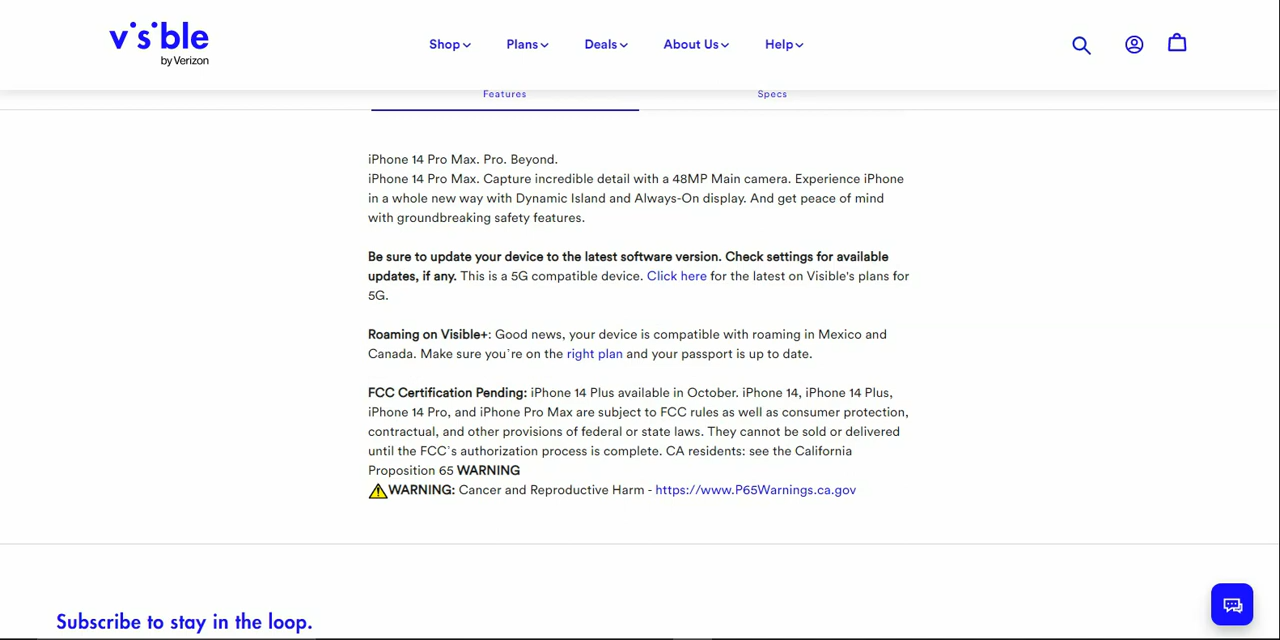 visible
by Verizon
Shop Plans Deals About Us Help
Features Specs
iPhone 14 Pro Max. Pro. Beyond.
iPhone 14 Pro Max. Capture incredible detail with a 48MP Main camera. Experience iPhone
in a whole new way with Dynamic Island and Always-On display. And get peace of mind
with groundbreaking safety features.
Be sure to update your device to the latest software version. Check settings for available
updates, if any. This is a 5G compatible device. Click here for the latest on Visible's plans for
5G.
Roaming on Visible+: Good news, your device is compatible with roaming in Mexico and
Canada. Make sure you`re on the right plan and your passport is up to date.
FCC Certification Pending: iPhone 14 Plus available in October. iPhone 14, iPhone 14 Plus,
iPhone 14 Pro, and iPhone Pro Max are subject to FCC rules as well as consumer protection,
contractual, and other provisions of federal or state laws. They cannot be sold or delivered
until the FCC`s authorization process is complete. CA residents: see the California
Proposition 65 WARNING
WARNING: Cancer and Reproductive Harm - https://www.P65Warnings.ca.gov
Subscribe to stay in the loop.